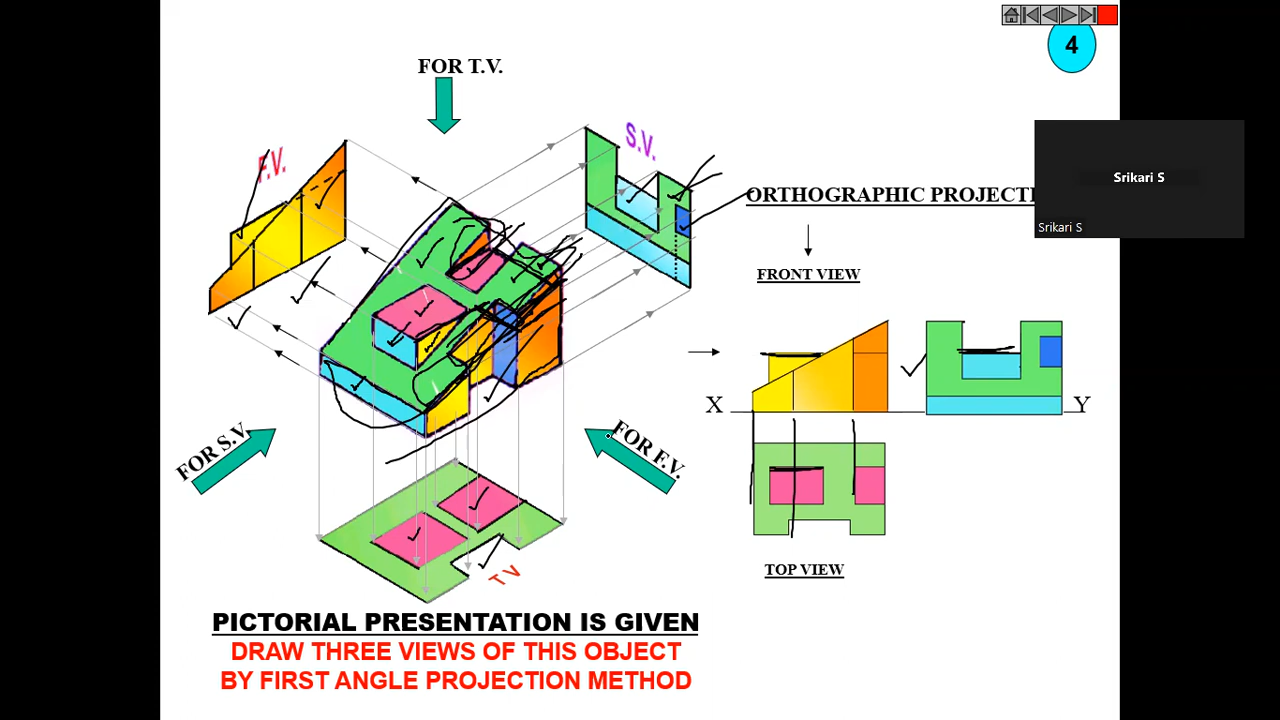 4
FOR T.V.
F.V.
S.V.
Srikari S
Srikari S
ORTHOGRAPHIC PROJECTI
FRONT VIEW
X
Y
FOR S.V.
FOR F.V.
T V
TOP VIEW
PICTORIAL PRESENTATION IS GIVEN
DRAW THREE VIEWS OF THIS OBJECT
BY FIRST ANGLE PROJECTION METHOD